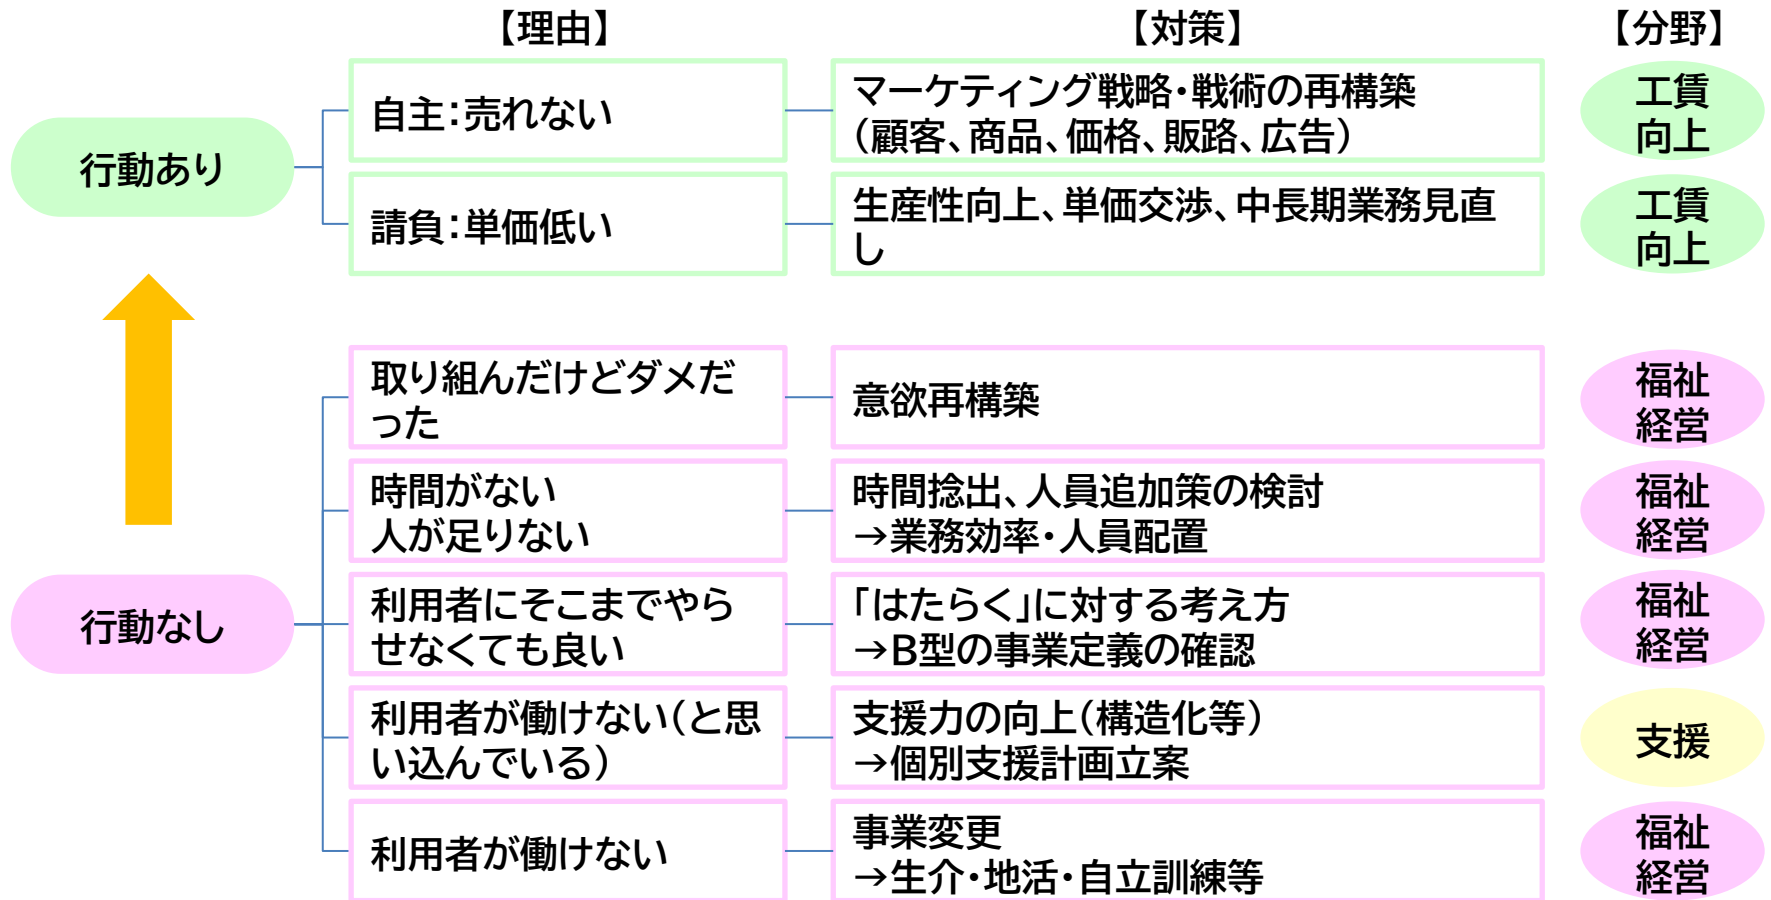 【理由】
【対策】
【分野】
行動あり
自主：売れない
マーケティング戦略・戦術の再構築
（顧客、商品、価格、販路、広告）
工賃
向上
請負：単価低い
生産性向上、単価交渉、中長期業務見直
し
工賃
向上
取り組んだけどダメだ
った
意欲再構築
福祉
経営
時間がない
人が足りない
時間捻出、人員追加策の検討
→業務効率・人員配置
福祉
経営
行動なし
利用者にそこまでやら
せなくても良い
「はたらく」に対する考え方
→B型の事業定義の確認
福祉
経営
利用者が働けない（と思
い込んでいる）
支援力の向上（構造化等）
→個別支援計画立案
支援
利用者が働けない
事業変更
→生介・地活・自立訓練等
福祉
経営